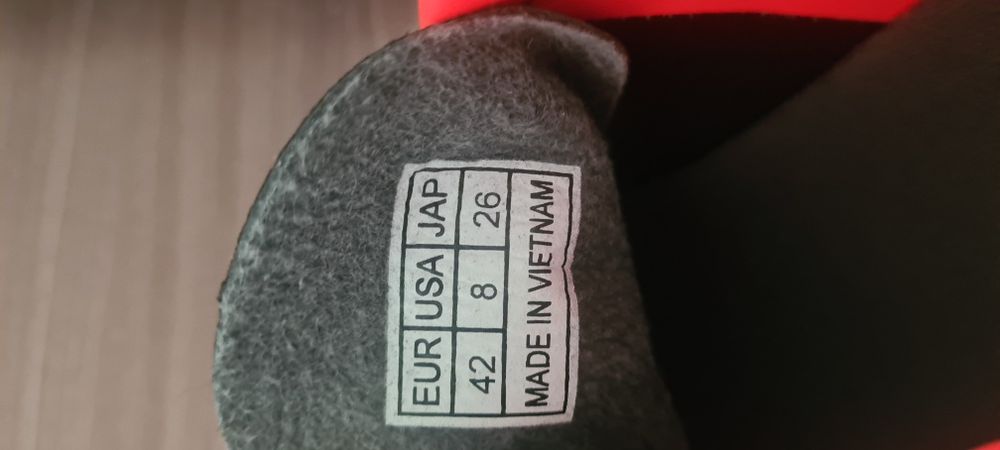 EUR USA JAP
42 8 26
MADE IN VIETNAM